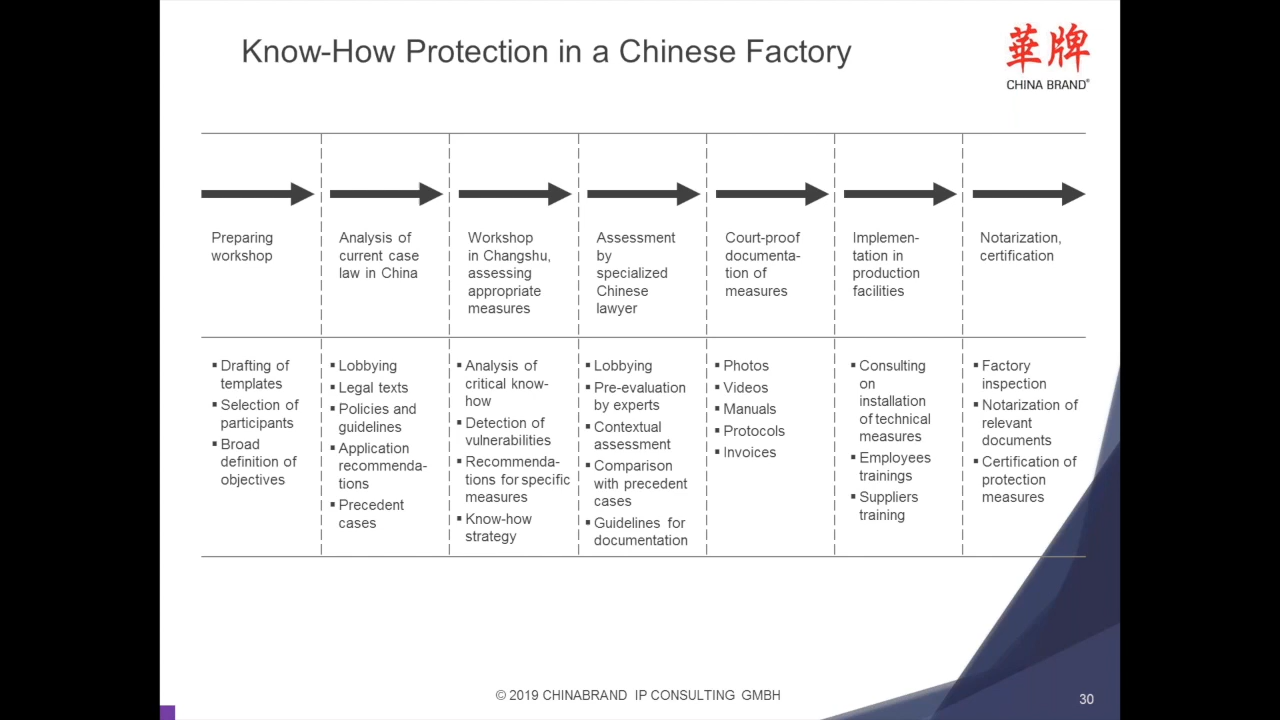 Know-How Protection in a Chinese Factory
華牌
CHINA BRAND®
Preparing
workshop
Analysis of
current case
law in China
Workshop
in Changshu,
assessing
appropriate
measures
Assessment
by
specialized
Chinese
lawyer
Court-proof
documenta-
tion of
measures
Implemen-
tation in
production
facilities
Notarization,
certification
▪ Drafting of
templates
▪ Selection of
participants
▪ Broad
definition of
objectives
▪ Lobbying
▪ Legal texts
▪ Policies and
guidelines
▪ Application
recommenda-
tions
▪ Precedent
cases
▪ Analysis of
critical know-
how
▪ Detection of
vulnerabilities
▪ Recommenda-
tions for specific
measures
▪ Know-how
strategy
▪ Lobbying
▪ Pre-evaluation
by experts
▪ Contextual
assessment
▪ Comparison
with precedent
cases
▪ Guidelines for
documentation
▪ Photos
▪ Videos
▪ Manuals
▪ Protocols
▪ Invoices
▪ Consulting
on
installation
of technical
measures
▪ Employees
trainings
▪ Suppliers
training
▪ Factory
inspection
▪ Notarization of
relevant
documents
▪ Certification of
protection
measures
© 2019 CHINABRAND IP CONSULTING GMBH
30